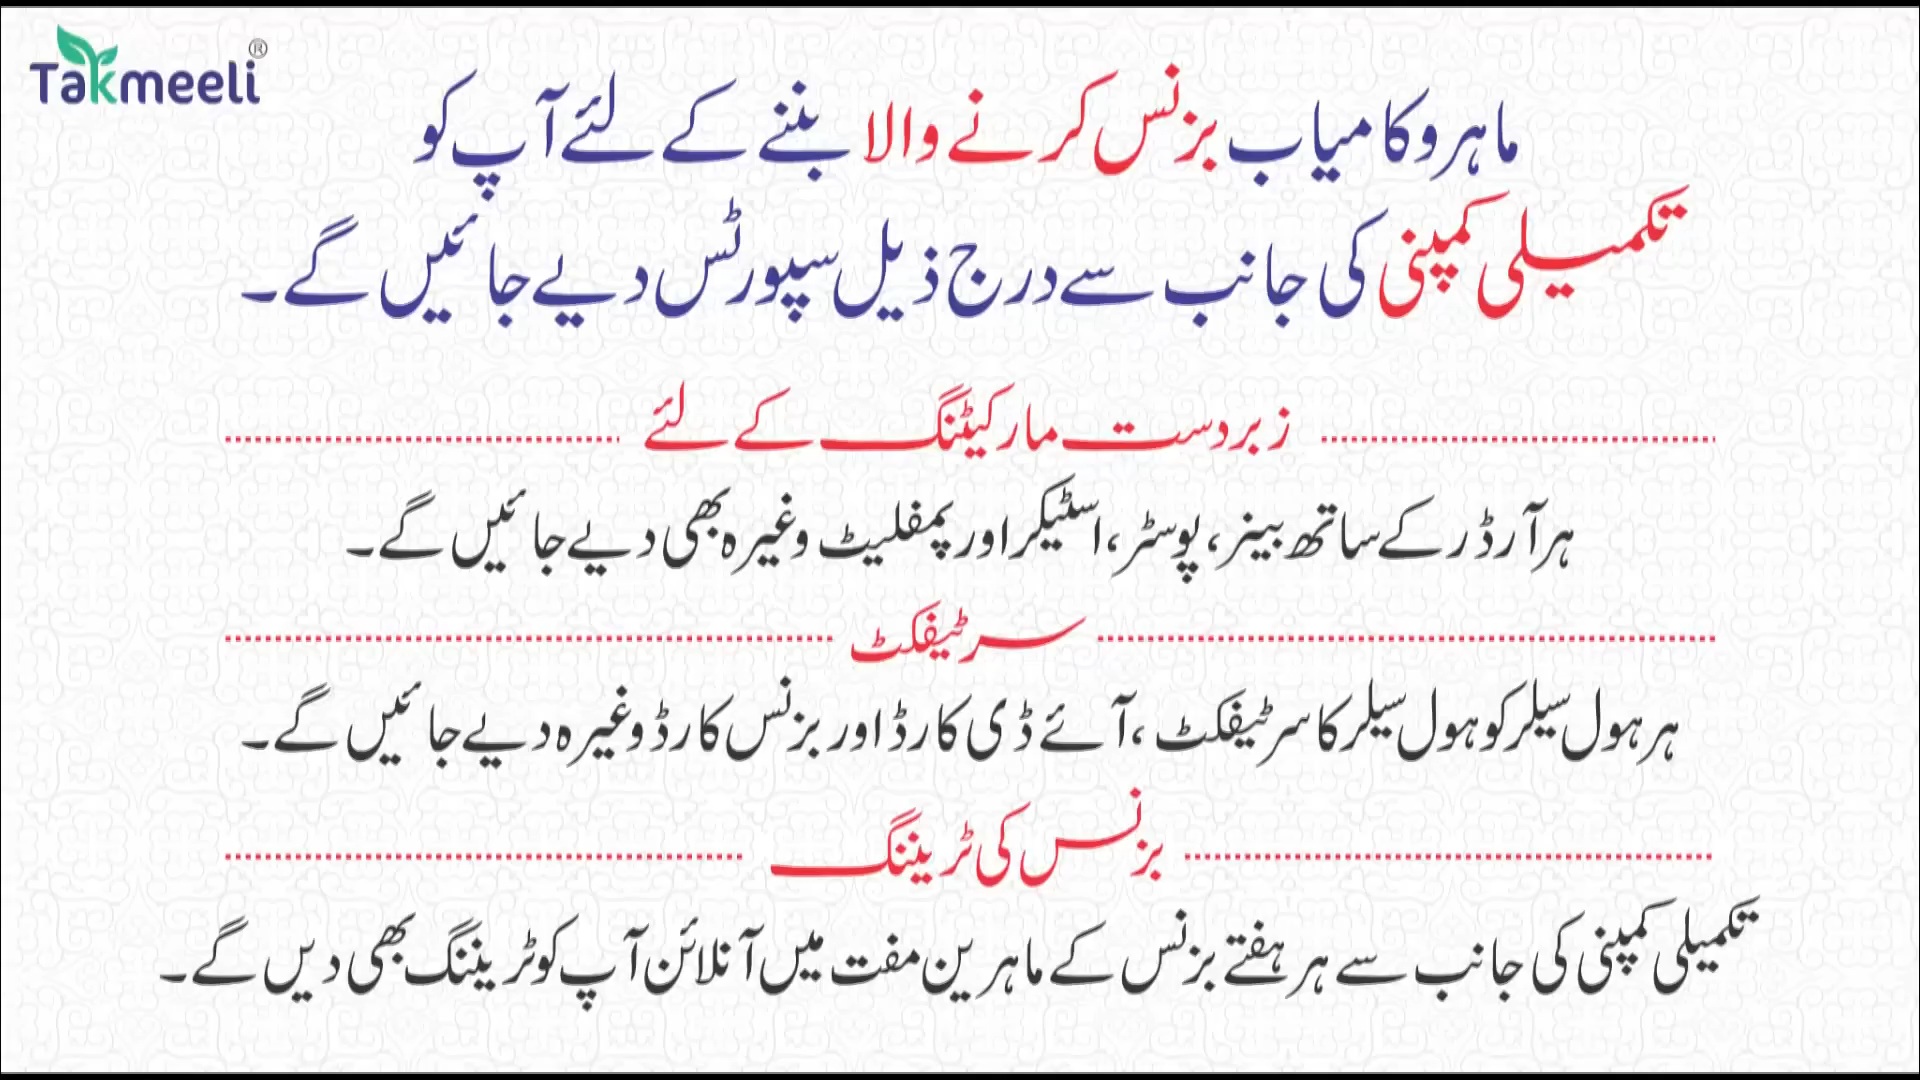 Takmeeli®
ماہر و کامیاب بزنس کرنے والا بننے کے لئے آپ کو
تکمیلی کمپنی کی جانب سے درج ذیل سپورٹس دیے جائیں گے۔
زبردست مارکیٹنگ کے لئے
ہر آرڈر کے ساتھ بینر، پوسٹر، اسٹیکر اور پمفلیٹ وغیرہ بھی دیے جائیں گے۔
سرٹیفکٹ
ہر ہول سیلر کو ہول سیلر کا سرٹیفکٹ، آئے ڈی کارڈ اور بزنس کارڈ وغیرہ دیے جائیں گے۔
بزنس کی ٹریننگ
تکمیلی کمپنی کی جانب سے ہر ہفتے بزنس کے ماہرین مفت میں آنلائن آپ کو ٹریننگ بھی دیں گے۔